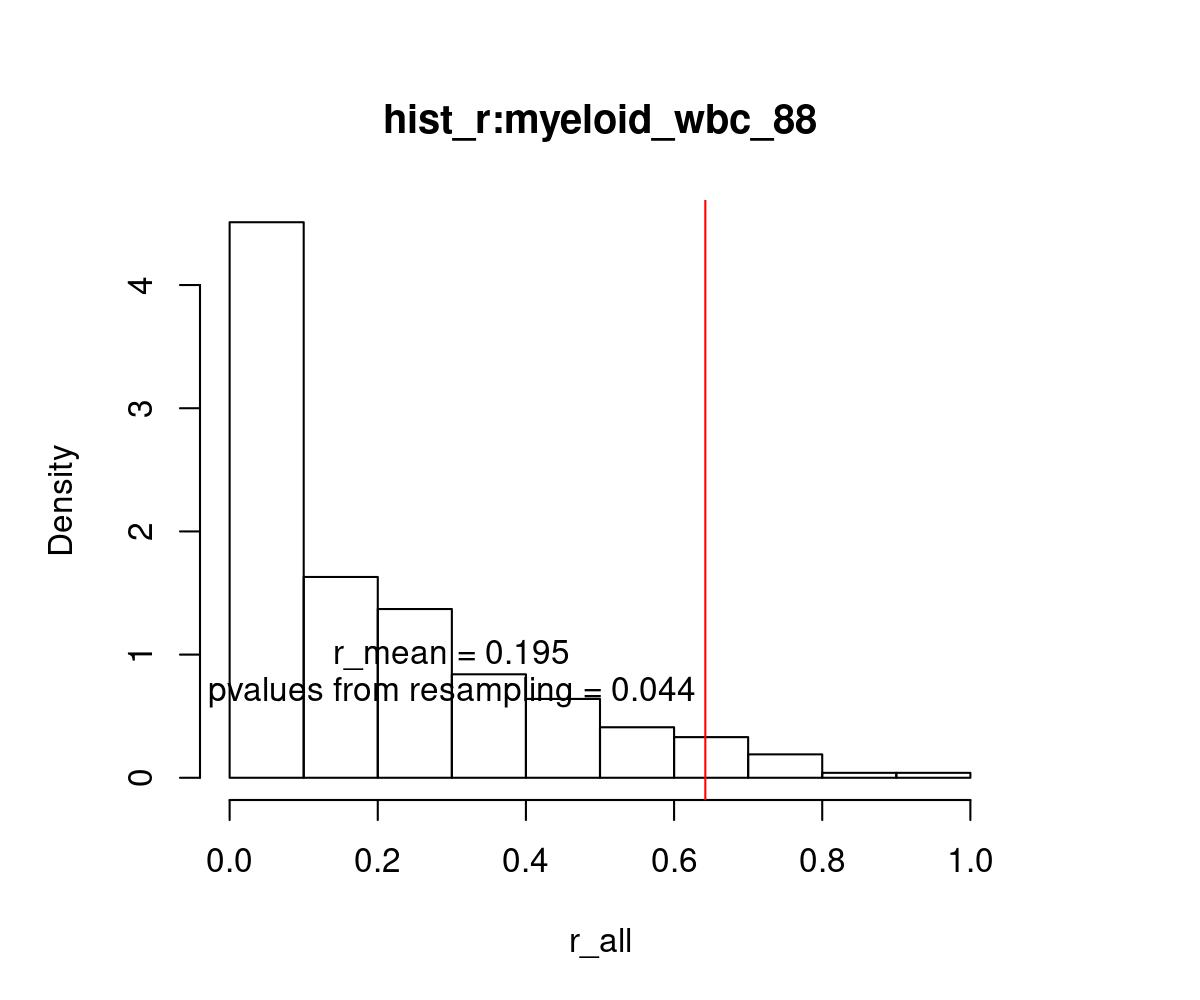 hist_r:myeloid_wbc_88
4
3
2
1
0
Density
r_mean = 0.195
pvalues from resampling = 0.044
0.0 0.2 0.4 0.6 0.8 1.0
r_all